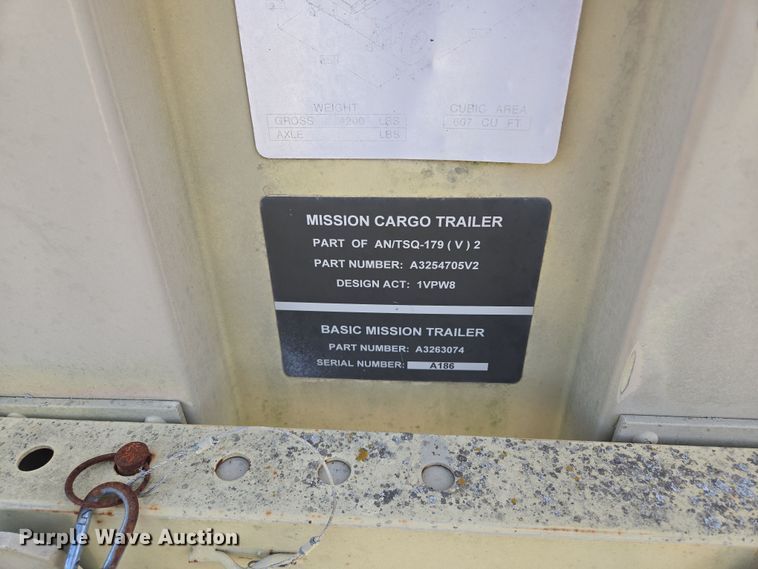 WEIGHT
CUBIC AREA
GROSS 4200 LBS
607 CU FT
AXLE LBS
MISSION CARGO TRAILER
PART OF AN/TSQ-179 ( V ) 2
PART NUMBER: A3254705V2
DESIGN ACT: 1VPW8
BASIC MISSION TRAILER
PART NUMBER: A3263074
SERIAL NUMBER: A186
Purple Wave Auction